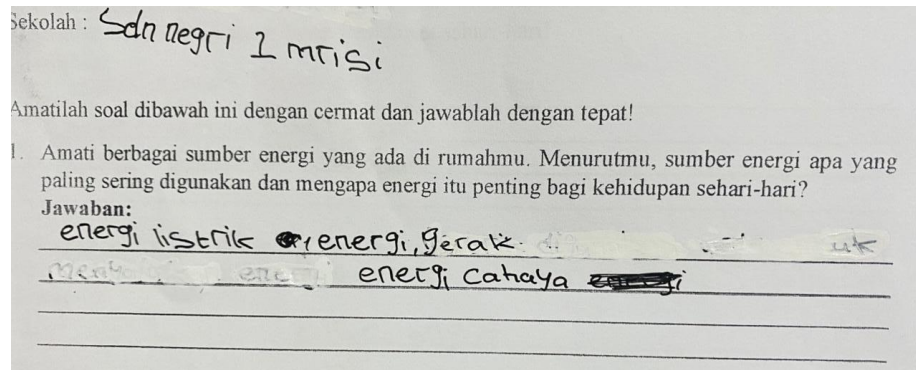 Sekolah : Sdn negri 1 mrisi
Amatilah soal dibawah ini dengan cermat dan jawablah dengan tepat!
1. Amati berbagai sumber energi yang ada di rumahmu. Menurutmu, sumber energi apa yang
paling sering digunakan dan mengapa energi itu penting bagi kehidupan sehari-hari?
Jawaban:
energi listrik energi, gerak.
energi cahaya